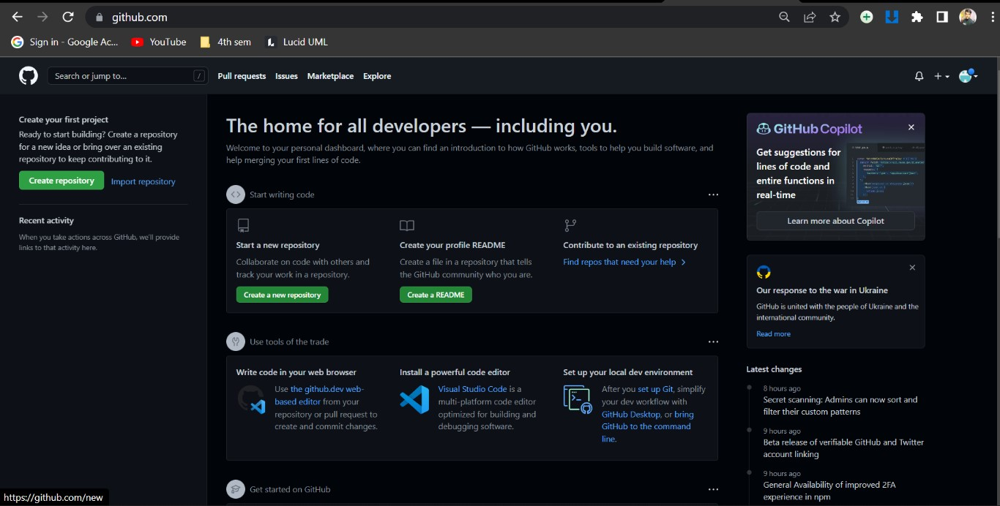 github.com
Sign in - Google Ac...
YouTube
4th sem
Lucid UML
Search or jump to...
/
Pull requests
Issues
Marketplace
Explore
Create your first project
Ready to start building? Create a repository
for a new idea or bring over an existing
repository to keep contributing to it.
Create repository
Import repository
Recent activity
When you take actions across GitHub, we'll provide
links to that activity here.
The home for all developers — including you.
Welcome to your personal dashboard, where you can find an introduction to how GitHub works, tools to help you build software, and
help merging your first lines of code.
Start writing code
Start a new repository
Collaborate on code with others and
track your work in a repository.
Create a new repository
Create your profile README
Create a file in a repository that tells
the GitHub community who you are.
Create a README
Contribute to an existing repository
Find repos that need your help
Use tools of the trade
Write code in your web browser
Use the github.dev web-
based editor from your
repository or pull request to
create and commit changes.
Install a powerful code editor
Visual Studio Code is a
multi-platform code editor
optimized for building and
debugging software.
Set up your local dev environment
After you set up Git, simplify
your dev workflow with
GitHub Desktop, or bring
GitHub to the command
line.
Get started on GitHub
GitHub Copilot
Get suggestions for
lines of code and
entire functions in
real-time
Learn more about Copilot
Our response to the war in Ukraine
GitHub is united with the people of Ukraine and the
international community.
Read more
Latest changes
8 hours ago
Secret scanning: Admins can now sort and
filter their custom patterns
9 hours ago
Beta release of verifiable GitHub and Twitter
account linking
9 hours ago
General Availability of improved 2FA
experience in npm
https://github.com/new